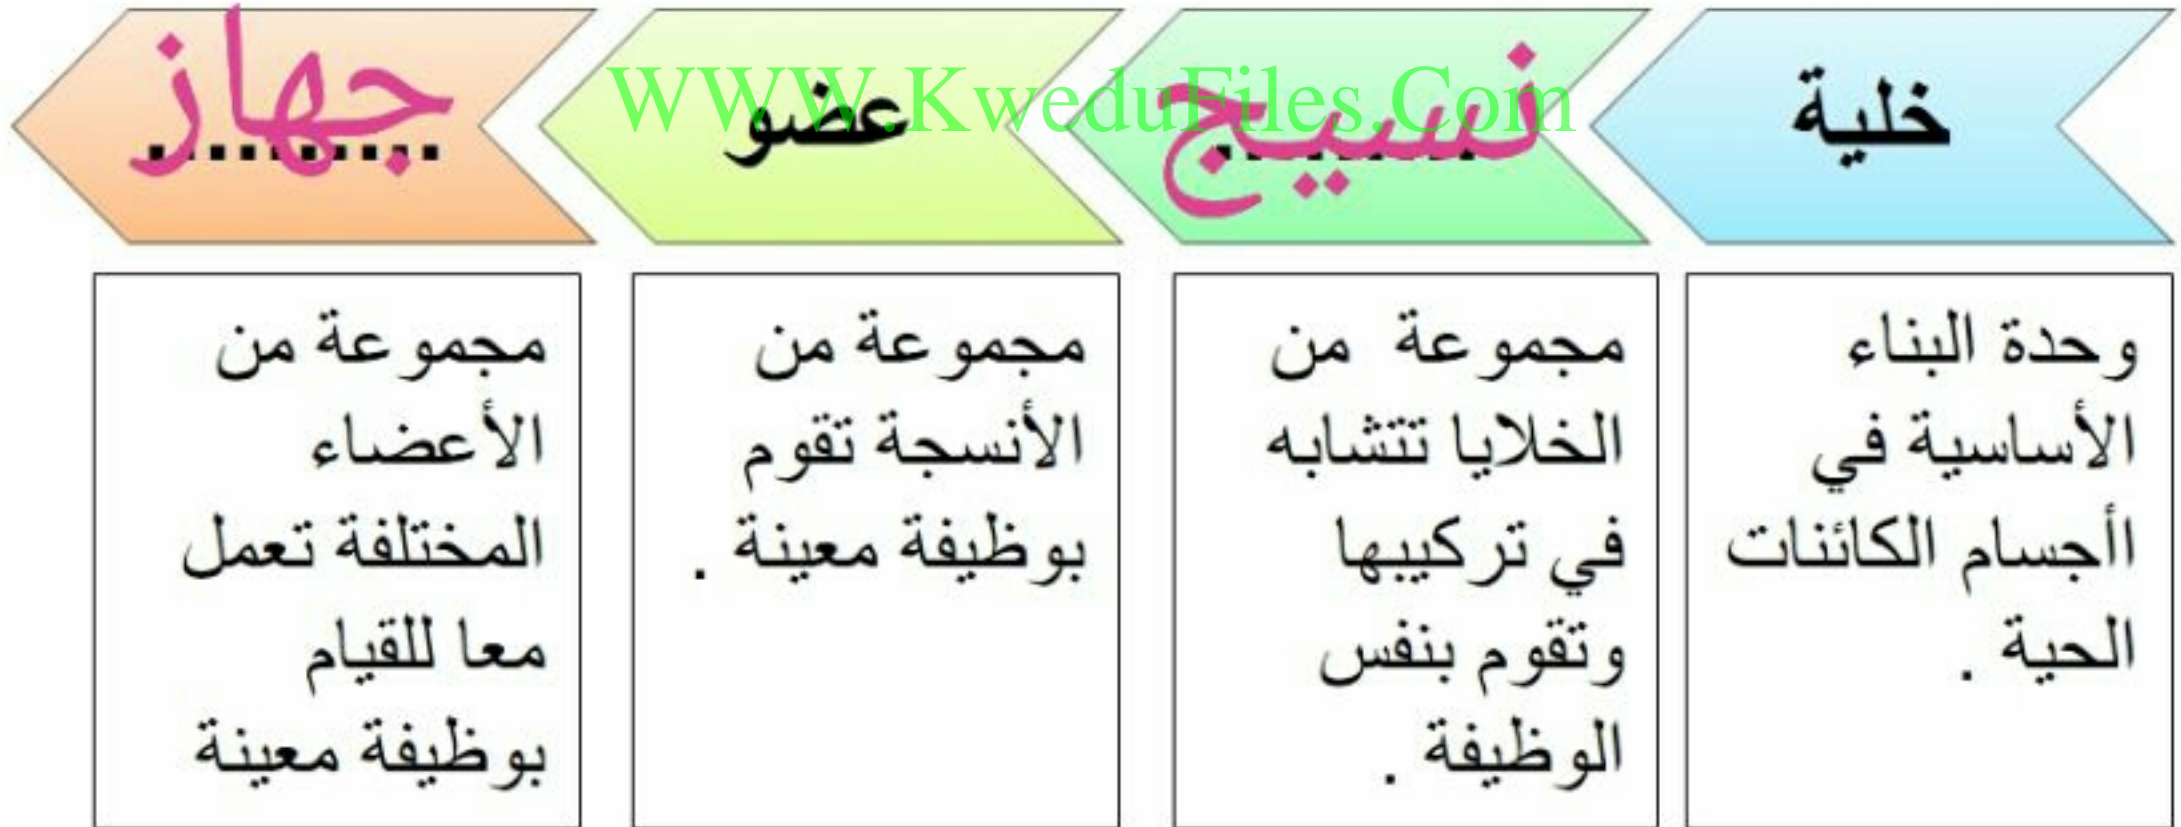 خلية
نسيج
..........
عضو
جهاز
..........
WWW.KweduFiles.Com
وحدة البناء
الأساسية في
اأجسام الكائنات
الحية .
مجموعة من
الخلايا تتشابه
في تركيبها
وتقوم بنفس
الوظيفة .
مجموعة من
الأنسجة تقوم
بوظيفة معينة .
مجموعة من
الأعضاء
المختلفة تعمل
معا للقيام
بوظيفة معينة